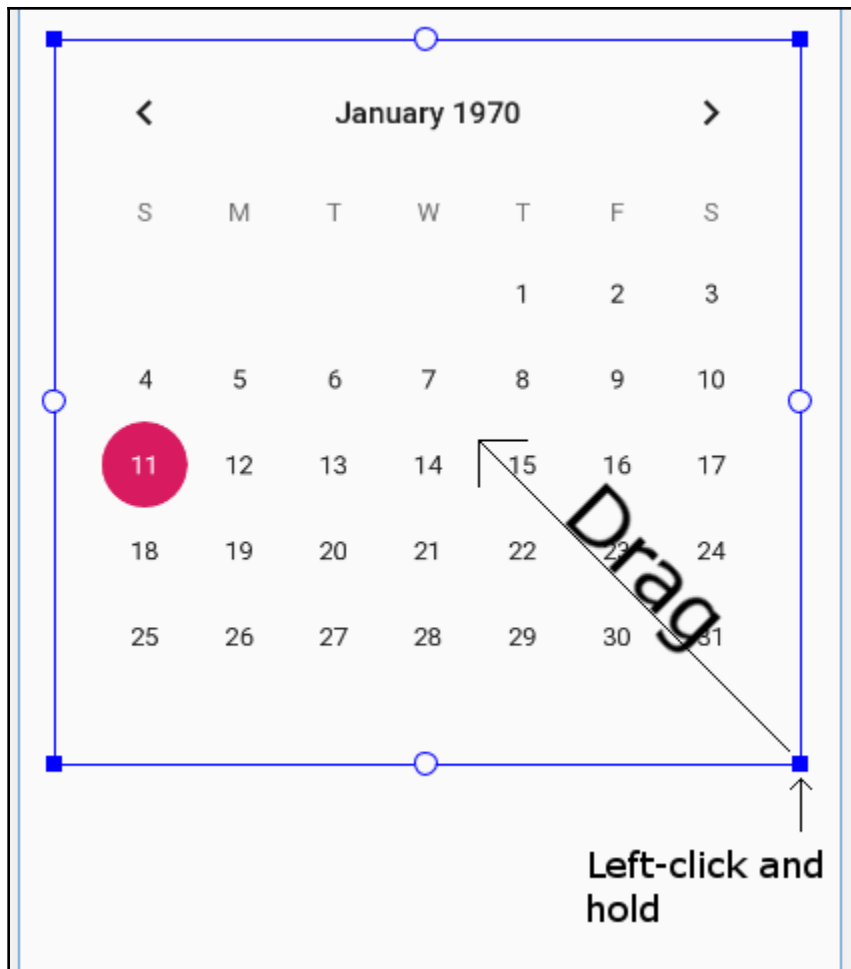 January 1970
S M T W T F S
1 2 3
4 5 6 7 8 9 10
11 12 13 14 15 16 17
18 19 20 21 22 23 24
25 26 27 28 29 30 31
Drag
Left-click and
hold